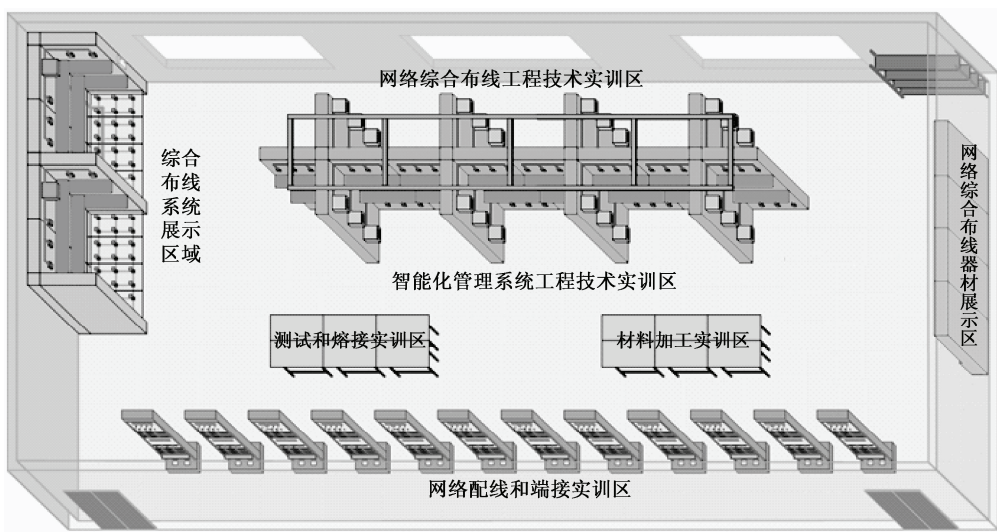 网络综合布线工程技术实训区
综合
布线
系统
展示
区域
网络综合布线器材展示区
智能化管理系统工程技术实训区
测试和熔接实训区
材料加工实训区
网络配线和端接实训区